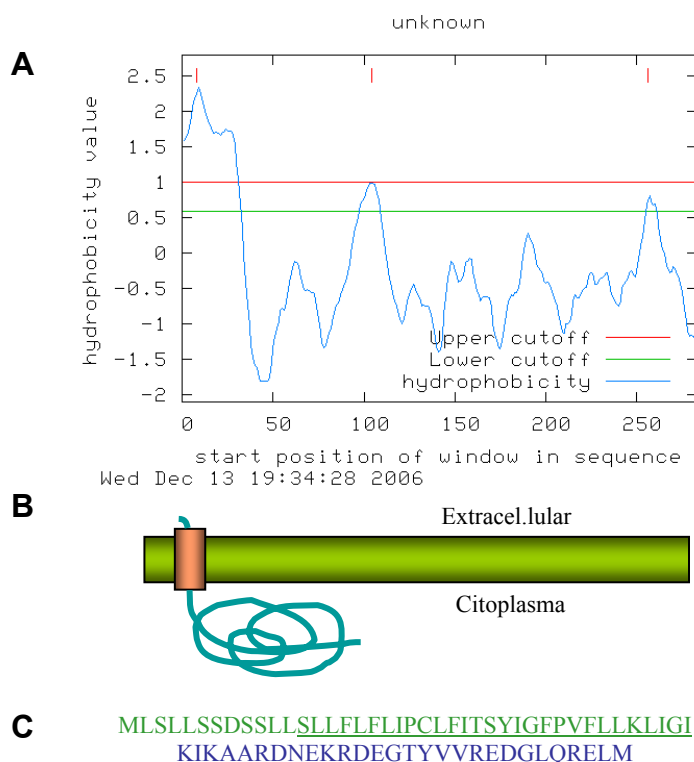 unknown
A
hydrophobicity value
2.5
2
1.5
1
0.5
0
-0.5
-1
-1.5
-2
Upper cutoff
Lower cutoff
hydrophobicity
0 50 100 150 200 250
start position of window in sequence
Wed Dec 13 19:34:28 2006
B
Extracel.lular
Citoplasma
C
MLSLLSSDSSLLSLLFLFLIPCLFITSYIGFPVFLLKLIGI
KIKAARDNEKRDEGTYVVREDGLQRELM